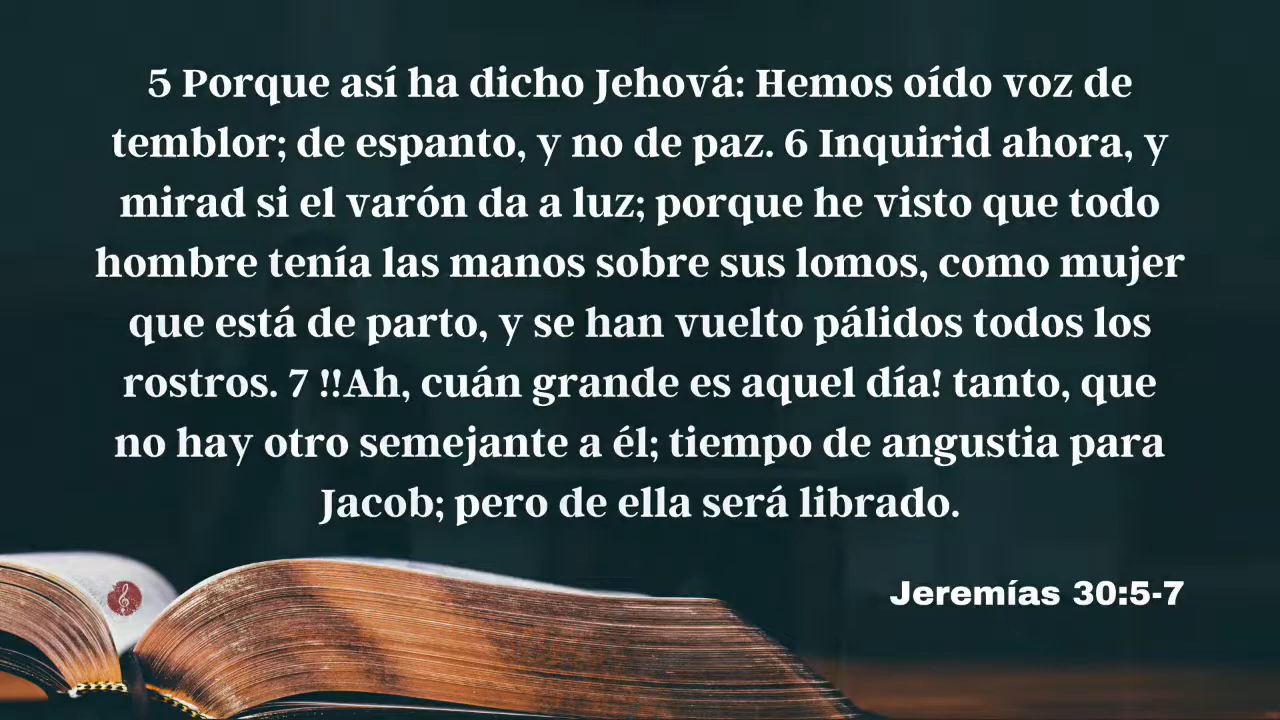 5 Porque así ha dicho Jehová: Hemos oído voz de
temblor; de espanto, y no de paz. 6 Inquirid ahora, y
mirad si el varón da a luz; porque he visto que todo
hombre tenía las manos sobre sus lomos, como mujer
que está de parto, y se han vuelto pálidos todos los
rostros. 7 !!Ah, cuán grande es aquel día! tanto, que
no hay otro semejante a él; tiempo de angustia para
Jacob; pero de ella será librado.
Jeremías 30:5-7